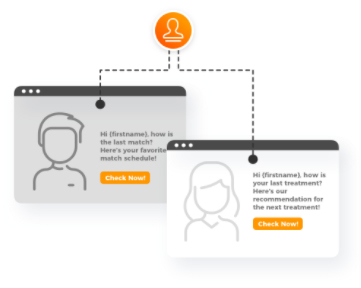 Hi {firstname}, how is
the last match?
Here's your favorite
match schedule!
Check Now!
Hi {firstname}, how is
your last treatment?
Here's our
recommendation for
the next treatment!
Check Now!